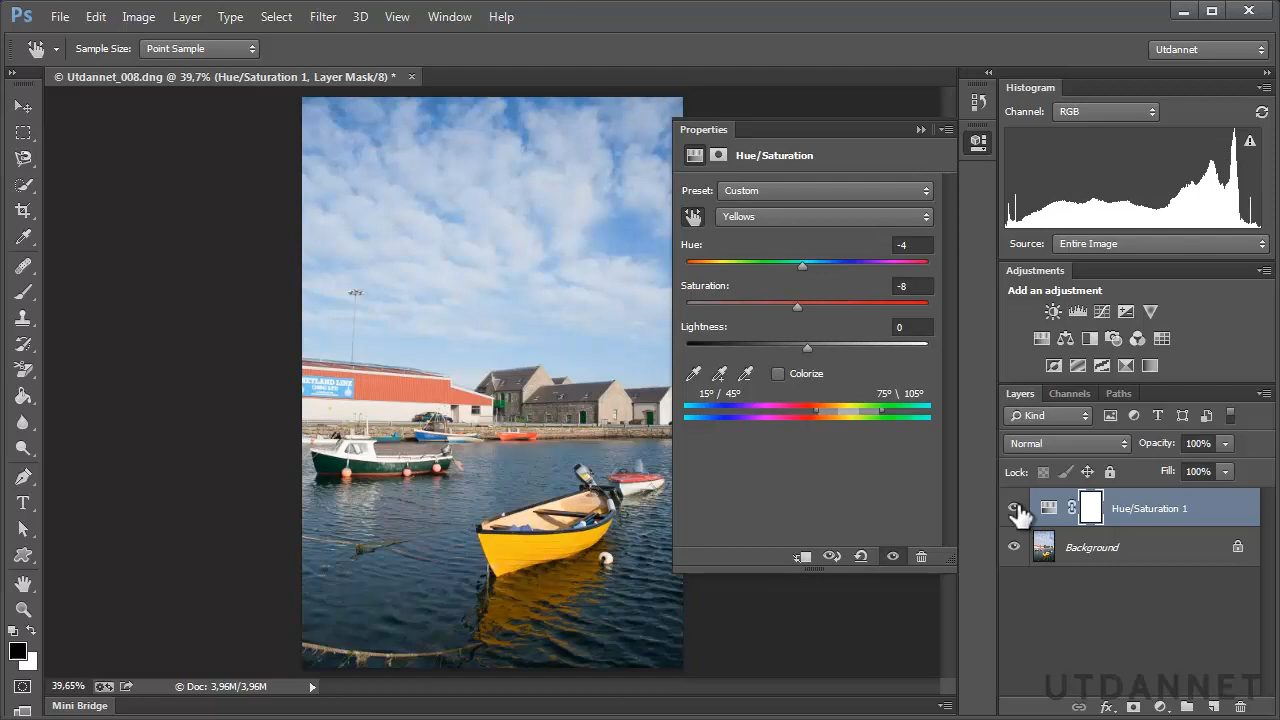 Ps File Edit Image Layer Type Select Filter 3D View Window Help
Sample Size: Point Sample
Utdannet
© Utdannet_008.dng @ 39,7% (Hue/Saturation 1, Layer Mask/8) *
Properties
Hue/Saturation
Preset: Custom
Yellows
Hue: -4
Saturation: -8
Lightness: 0
Colorize
15° / 45° 75° \ 105°
Histogram
Channel: RGB
Source: Entire Image
Adjustments
Add an adjustment
Layers Channels Paths
Kind
Normal Opacity: 100%
Lock: Fill: 100%
Hue/Saturation 1
Background
39,65% © Doc: 3,96M/3,96M
Mini Bridge
fx
UTDANNET